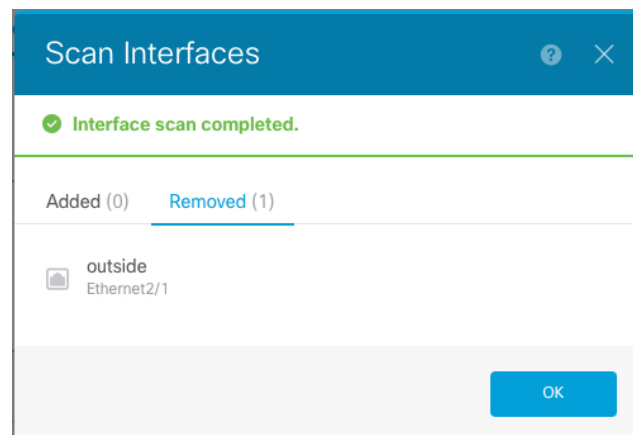 Scan Interfaces
Interface scan completed.
Added (0) Removed (1)
outside
Ethernet2/1
OK